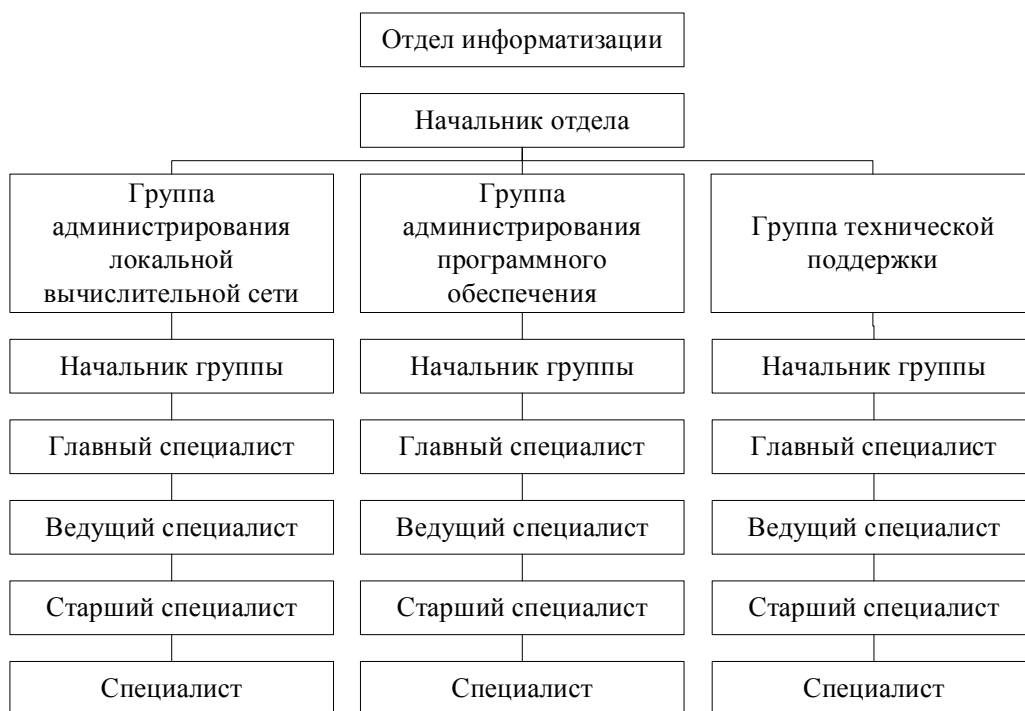 Отдел информатизации
Начальник отдела
Группа
администрирования
локальной
вычислительной сети
Группа
администрирования
программного
обеспечения
Группа технической
поддержки
Начальник группы
Начальник группы
Начальник группы
Главный специалист
Главный специалист
Главный специалист
Ведущий специалист
Ведущий специалист
Ведущий специалист
Старший специалист
Старший специалист
Старший специалист
Специалист
Специалист
Специалист